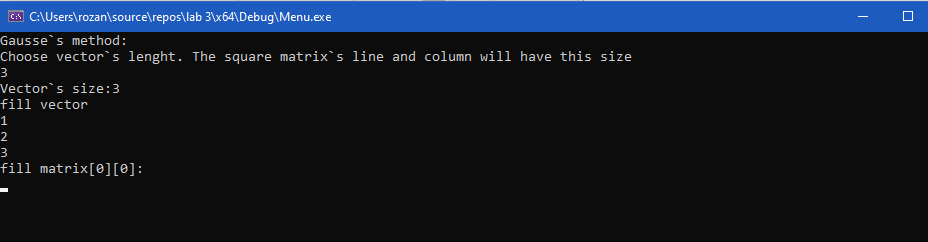 C:\Users\rozan\source\repos\lab 3\x64\Debug\Menu.exe
Gausse`s method:
Choose vector`s lenght. The square matrix`s line and column will have this size
3
Vector`s size:3
fill vector
1
2
3
fill matrix[0][0]: